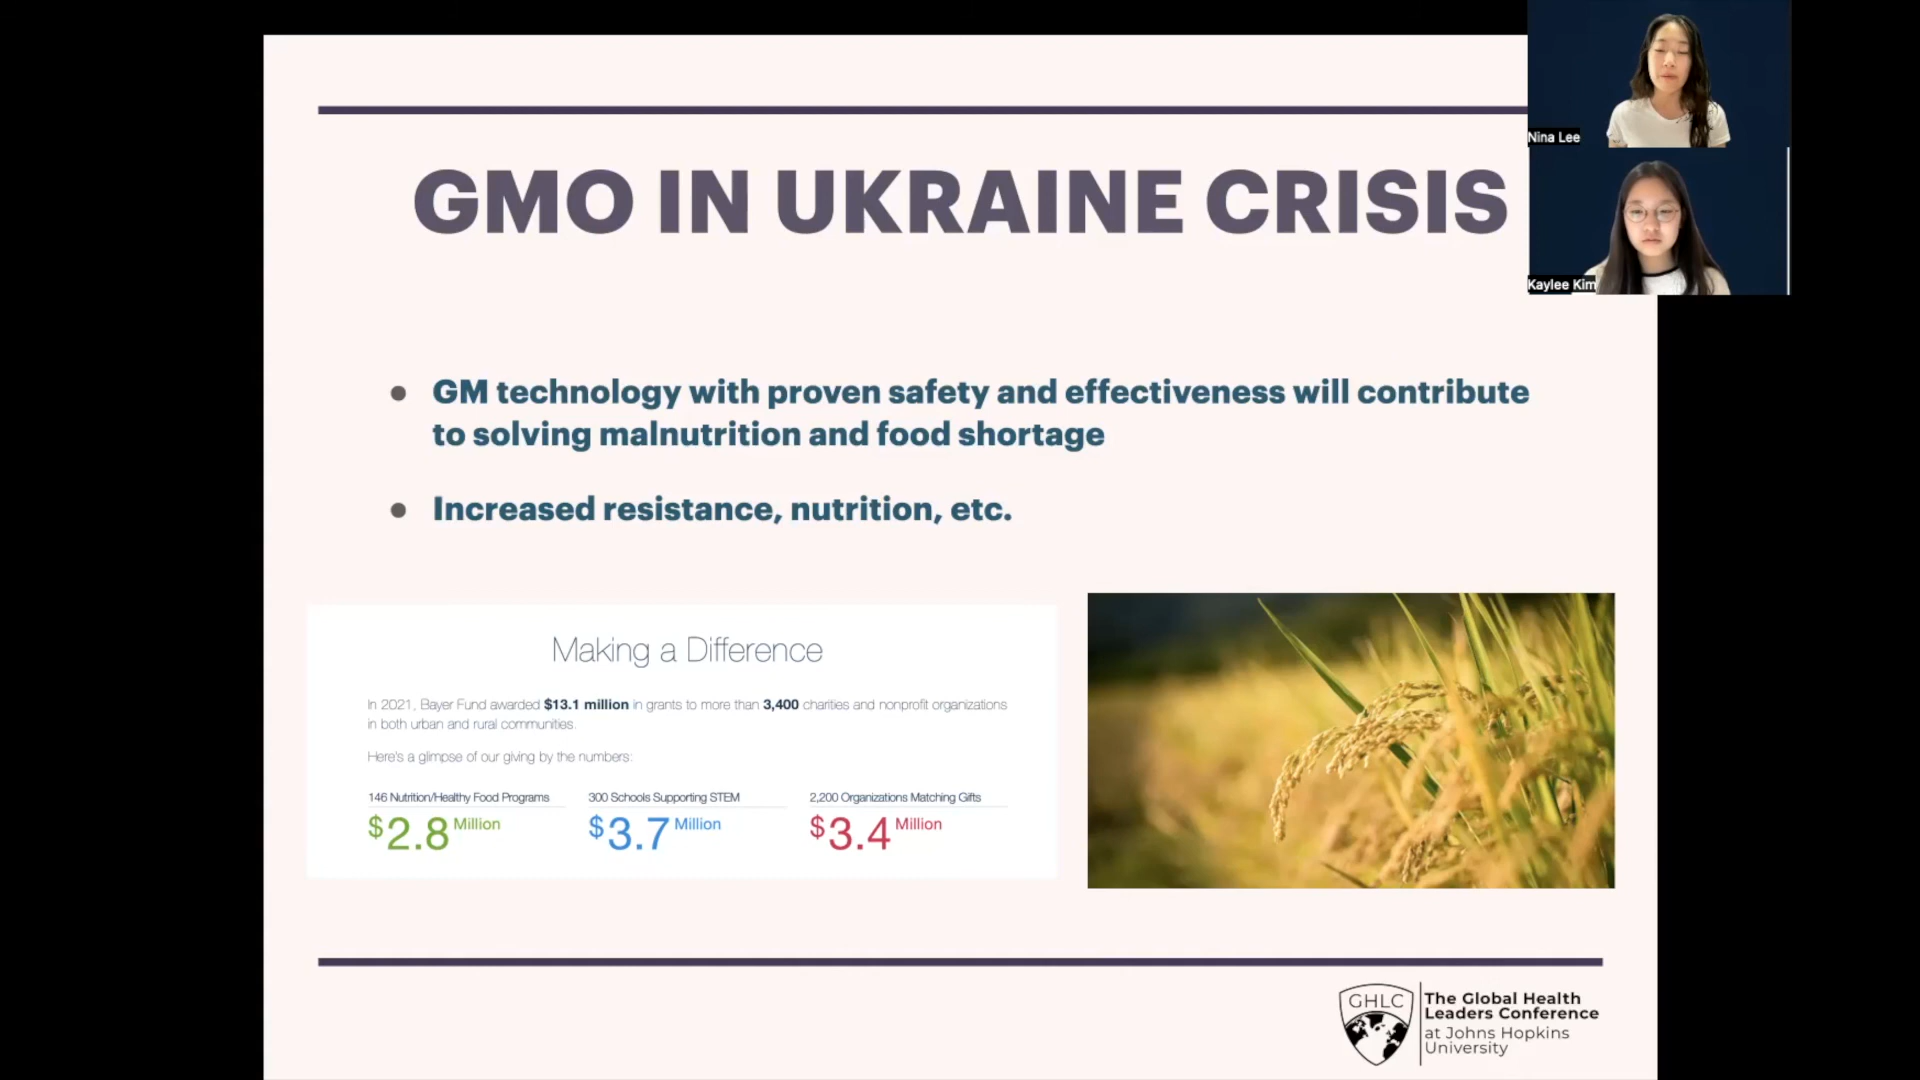 GMO IN UKRAINE CRISIS
Nina Lee
Kaylee Kim
● GM technology with proven safety and effectiveness will contribute
to solving malnutrition and food shortage
● Increased resistance, nutrition, etc.
Making a Difference
In 2021, Bayer Fund awarded $13.1 million in grants to more than 3,400 charities and nonprofit organizations
in both urban and rural communities.
Here's a glimpse of our giving by the numbers:
146 Nutrition/Healthy Food Programs
$2.8 Million
300 Schools Supporting STEM
$3.7 Million
2,200 Organizations Matching Gifts
$3.4 Million
GHLC
The Global Health
Leaders Conference
at Johns Hopkins
University